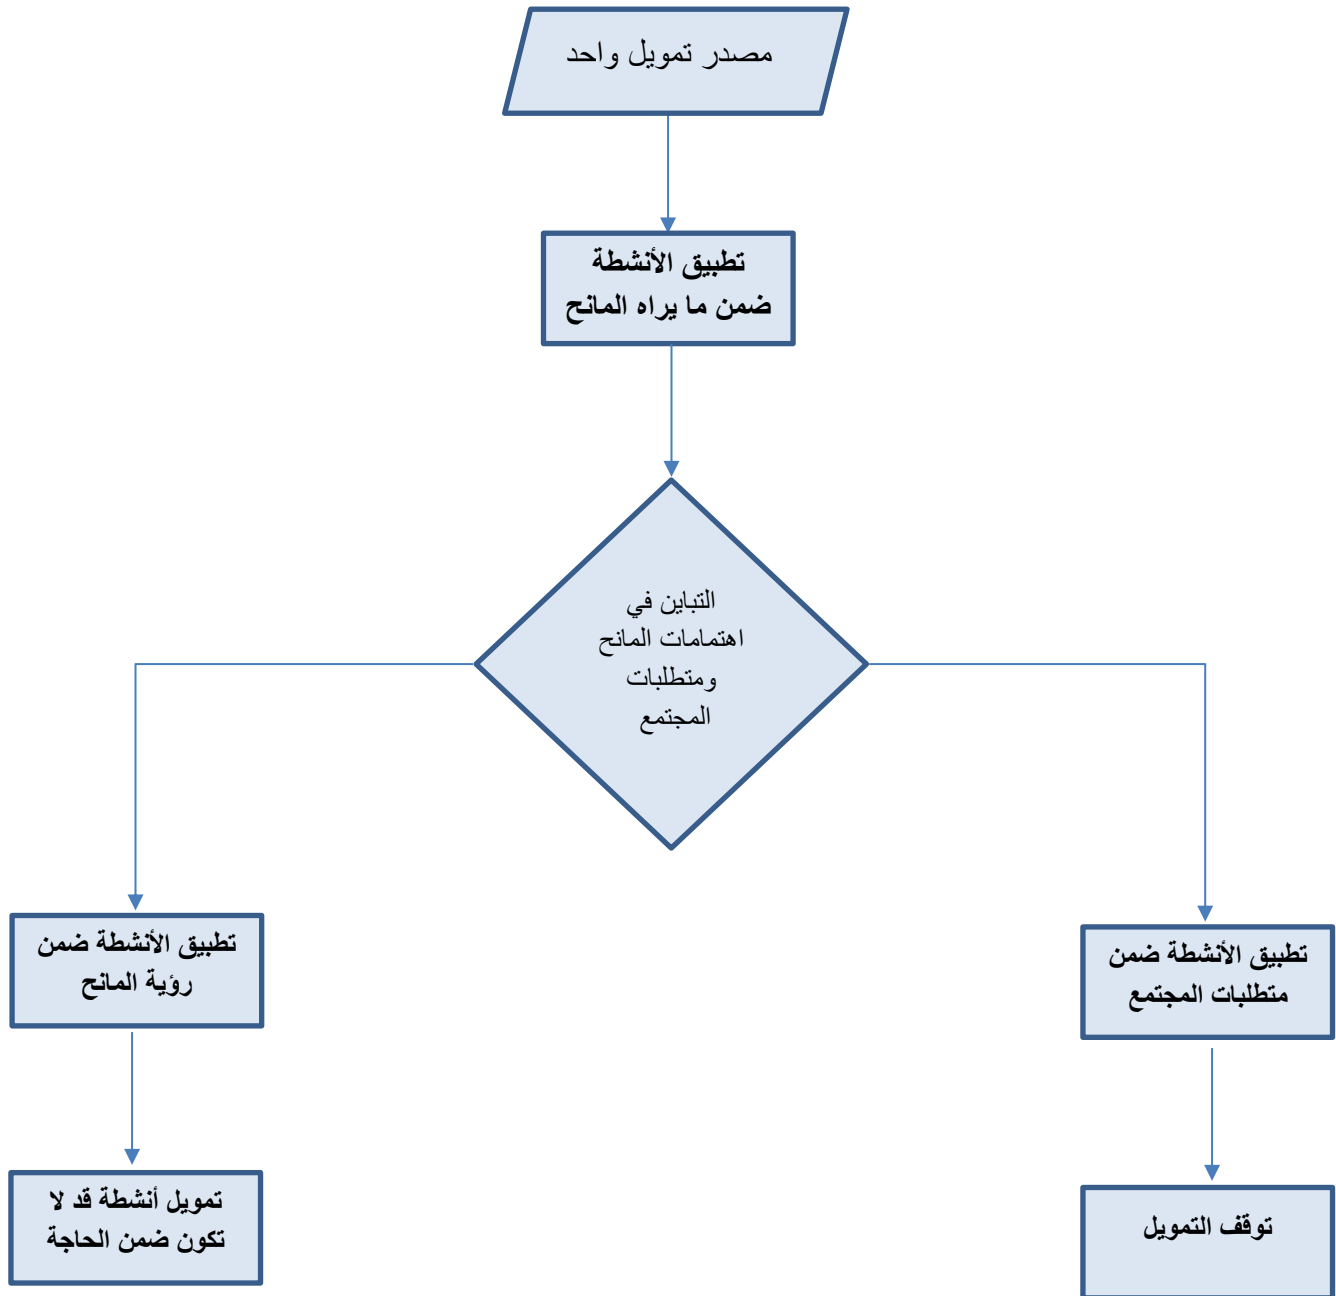 مصدر تمويل واحد
تطبيق الأنشطة
ضمن ما يراه المانح
التباين في
اهتمامات المانح
ومتطلبات
المجتمع
تطبيق الأنشطة ضمن
متطلبات المجتمع
تطبيق الأنشطة ضمن
رؤية المانح
توقف التمويل
تمويل أنشطة قد لا
تكون ضمن الحاجة